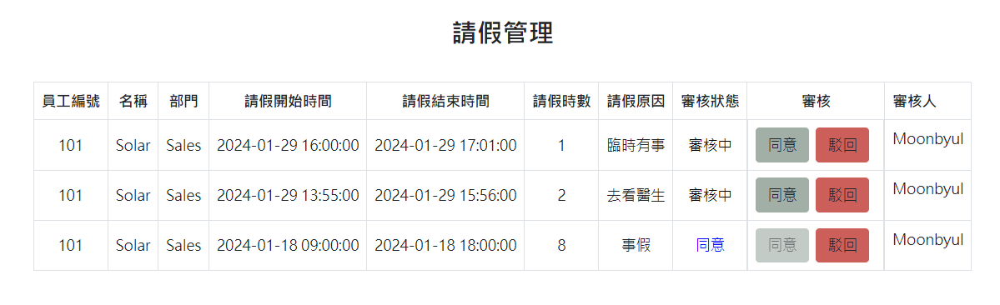 請假管理
員工編號 名稱 部門 請假開始時間 請假結束時間 請假時數 請假原因 審核狀態 審核 審核人
101 Solar Sales 2024-01-29 16:00:00 2024-01-29 17:01:00 1 臨時有事 審核中 同意 駁回 Moonbyul
101 Solar Sales 2024-01-29 13:55:00 2024-01-29 15:56:00 2 去看醫生 審核中 同意 駁回 Moonbyul
101 Solar Sales 2024-01-18 09:00:00 2024-01-18 18:00:00 8 事假 同意 同意 駁回 Moonbyul